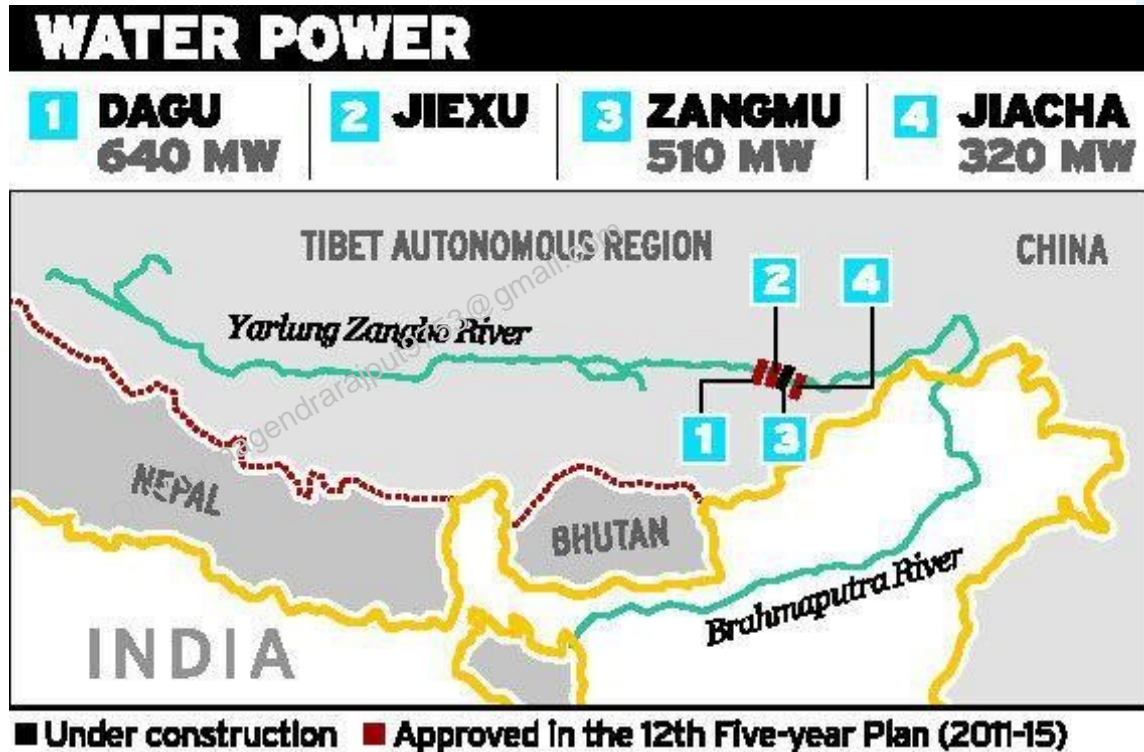 WATER POWER
1 DAGU
640 MW
2 JIEXU
3 ZANGMU
510 MW
4 JIACHA
320 MW
TIBET AUTONOMOUS REGION
CHINA
2
4
Yarlung Zangbo River
1
3
NEPAL
BHUTAN
Brahmaputra River
INDIA
Under construction
Approved in the 12th Five-year Plan (2011-15)